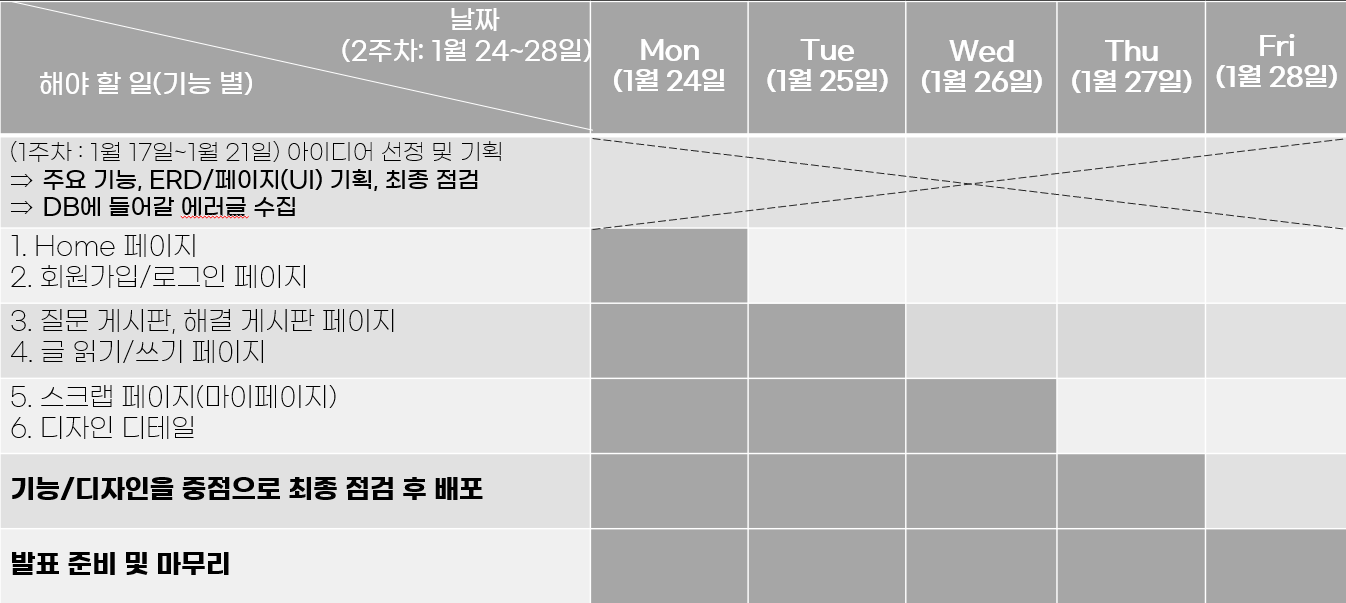 날짜
(2주차: 1월 24~28일)
해야 할 일(기능 별)
Mon
(1월 24일
Tue
(1월 25일)
Wed
(1월 26일)
Thu
(1월 27일)
Fri
(1월 28일)
(1주차 : 1월 17일~1월 21일) 아이디어 선정 및 기획
⇒ 주요 기능, ERD/페이지(UI) 기획, 최종 점검
⇒ DB에 들어갈 에러글 수집
1. Home 페이지
2. 회원가입/로그인 페이지
3. 질문 게시판, 해결 게시판 페이지
4. 글 읽기/쓰기 페이지
5. 스크랩 페이지(마이페이지)
6. 디자인 디테일
기능/디자인을 중점으로 최종 점검 후 배포
발표 준비 및 마무리